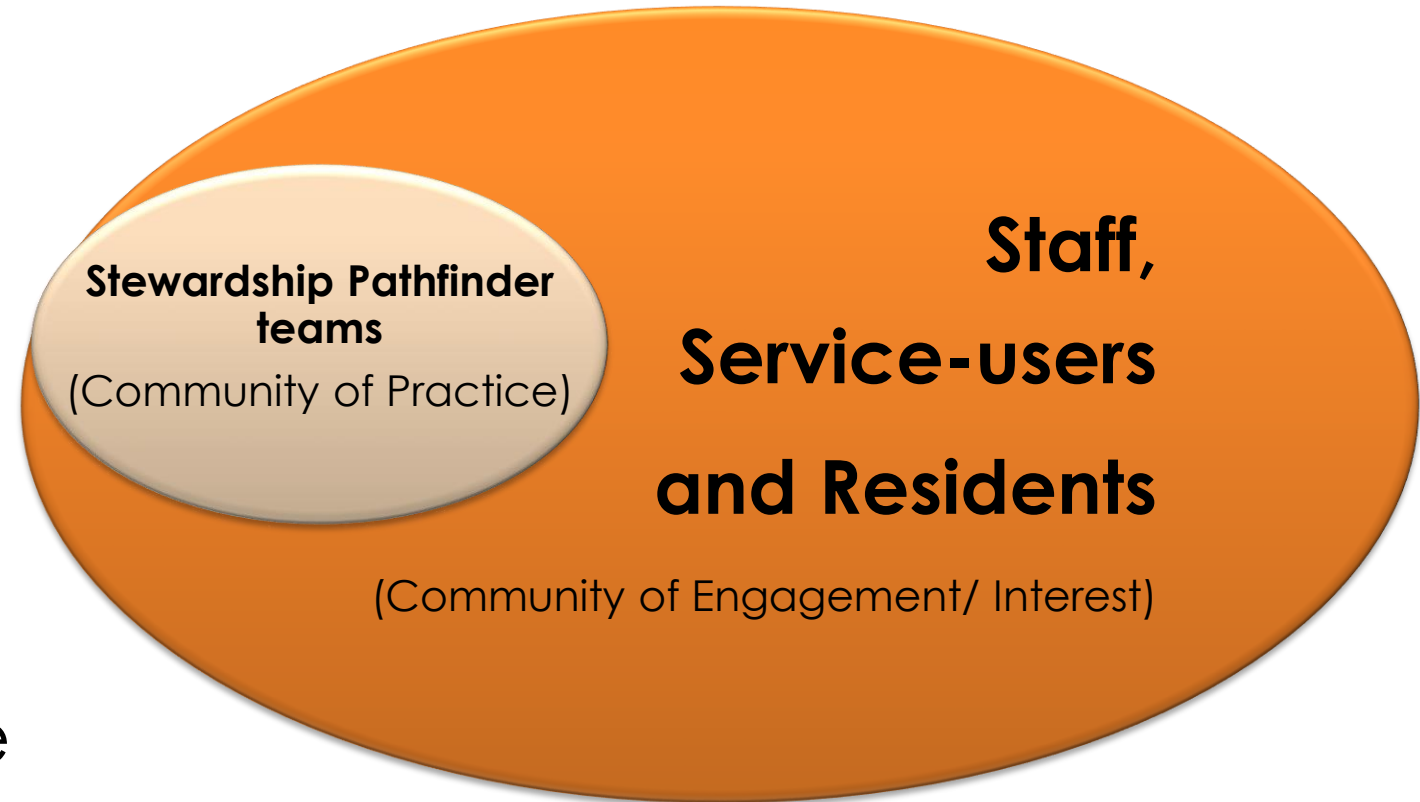 Stewardship Pathfinder
teams
(Community of Practice)
Staff,
Service-users
and Residents
(Community of Engagement/ Interest)
e